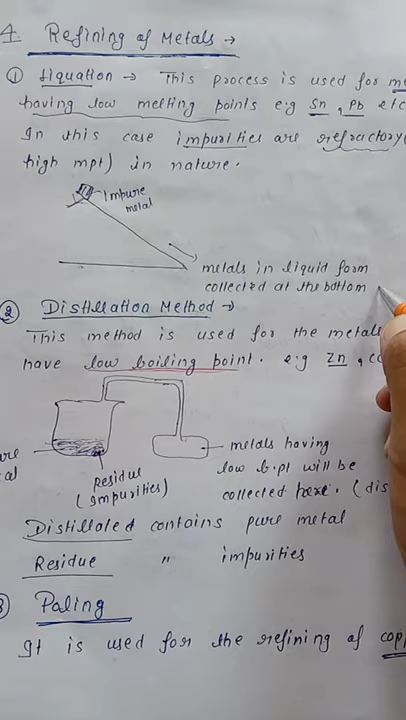 4. Refining of Metals →
① Liquation → This process is used for
having low melting points e.g Sn, Pb etc
In this case impurities are refractory (
high mpt) in nature.
Impure
metal
metals in liquid form
collected at the bottom
② Distillation Method →
This method is used for the metals
have low boiling point. e.g Zn,
Residue
(Impurities)
metals having
low b.pt will be
collected here. (
Distillated contains pure metal
Residue " impurities
Paling
It is used for the refining of